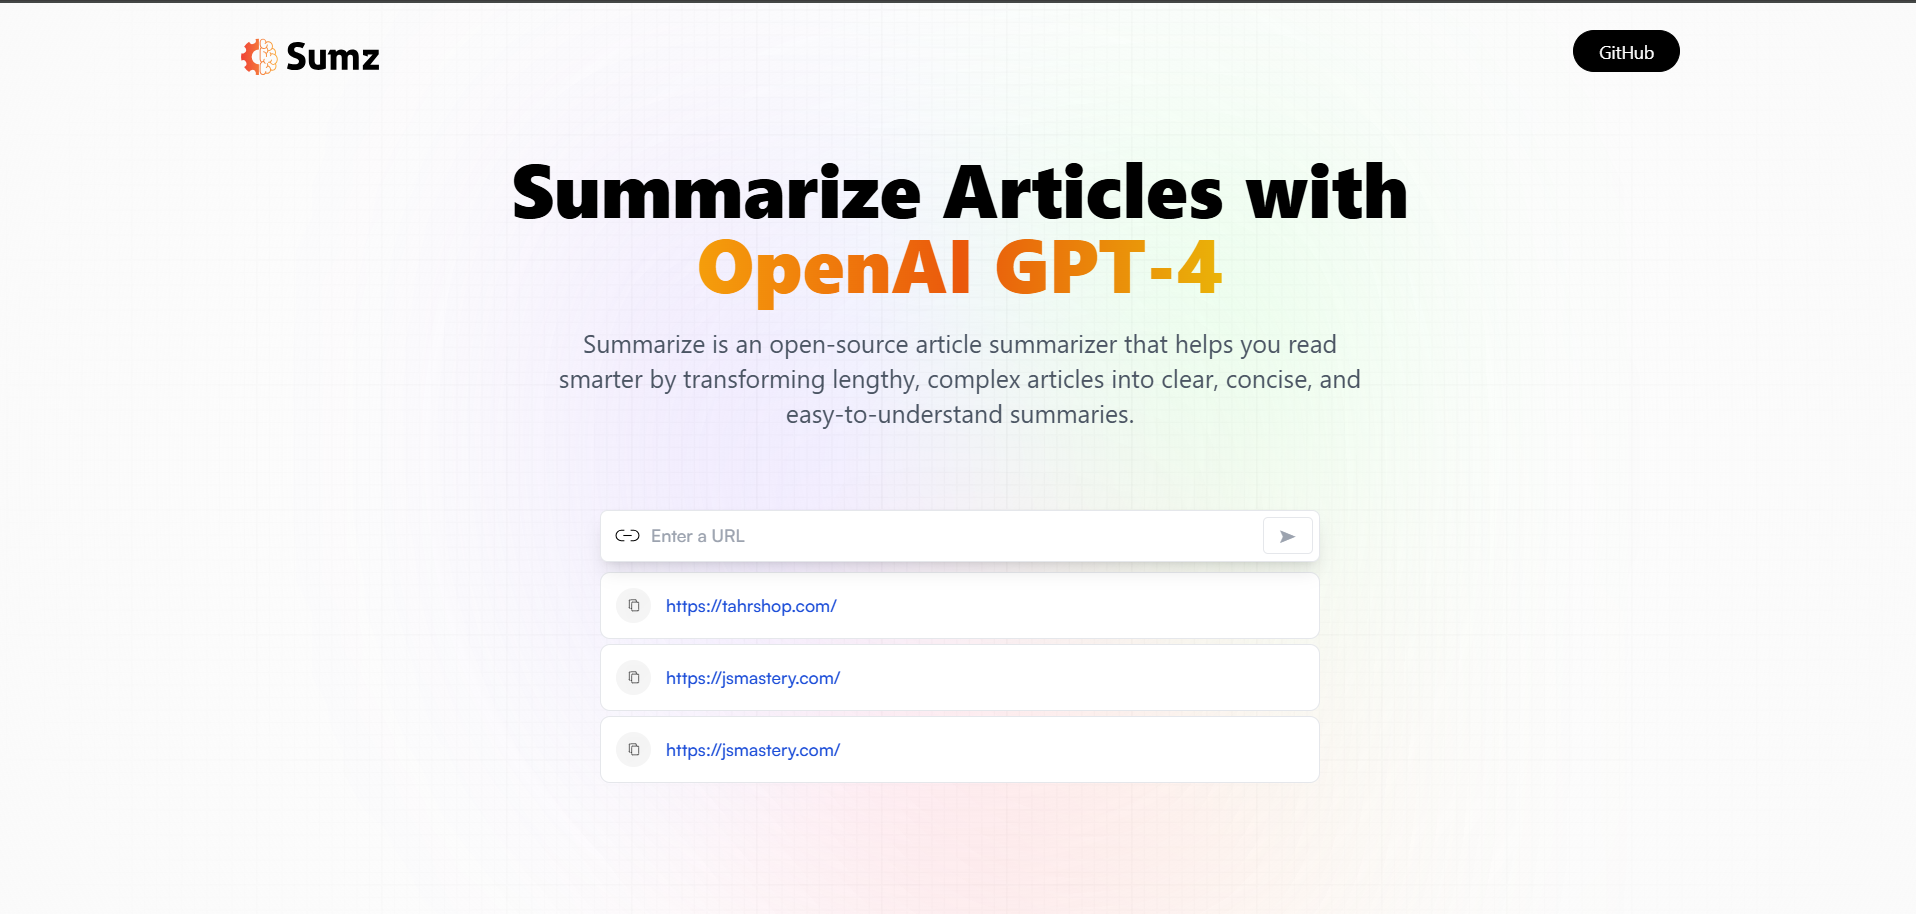 Sumz
GitHub
Summarize Articles with
OpenAI GPT-4
Summarize is an open-source article summarizer that helps you read
smarter by transforming lengthy, complex articles into clear, concise, and
easy-to-understand summaries.
Enter a URL
https://tahrshop.com/
https://jsmastery.com/
https://jsmastery.com/